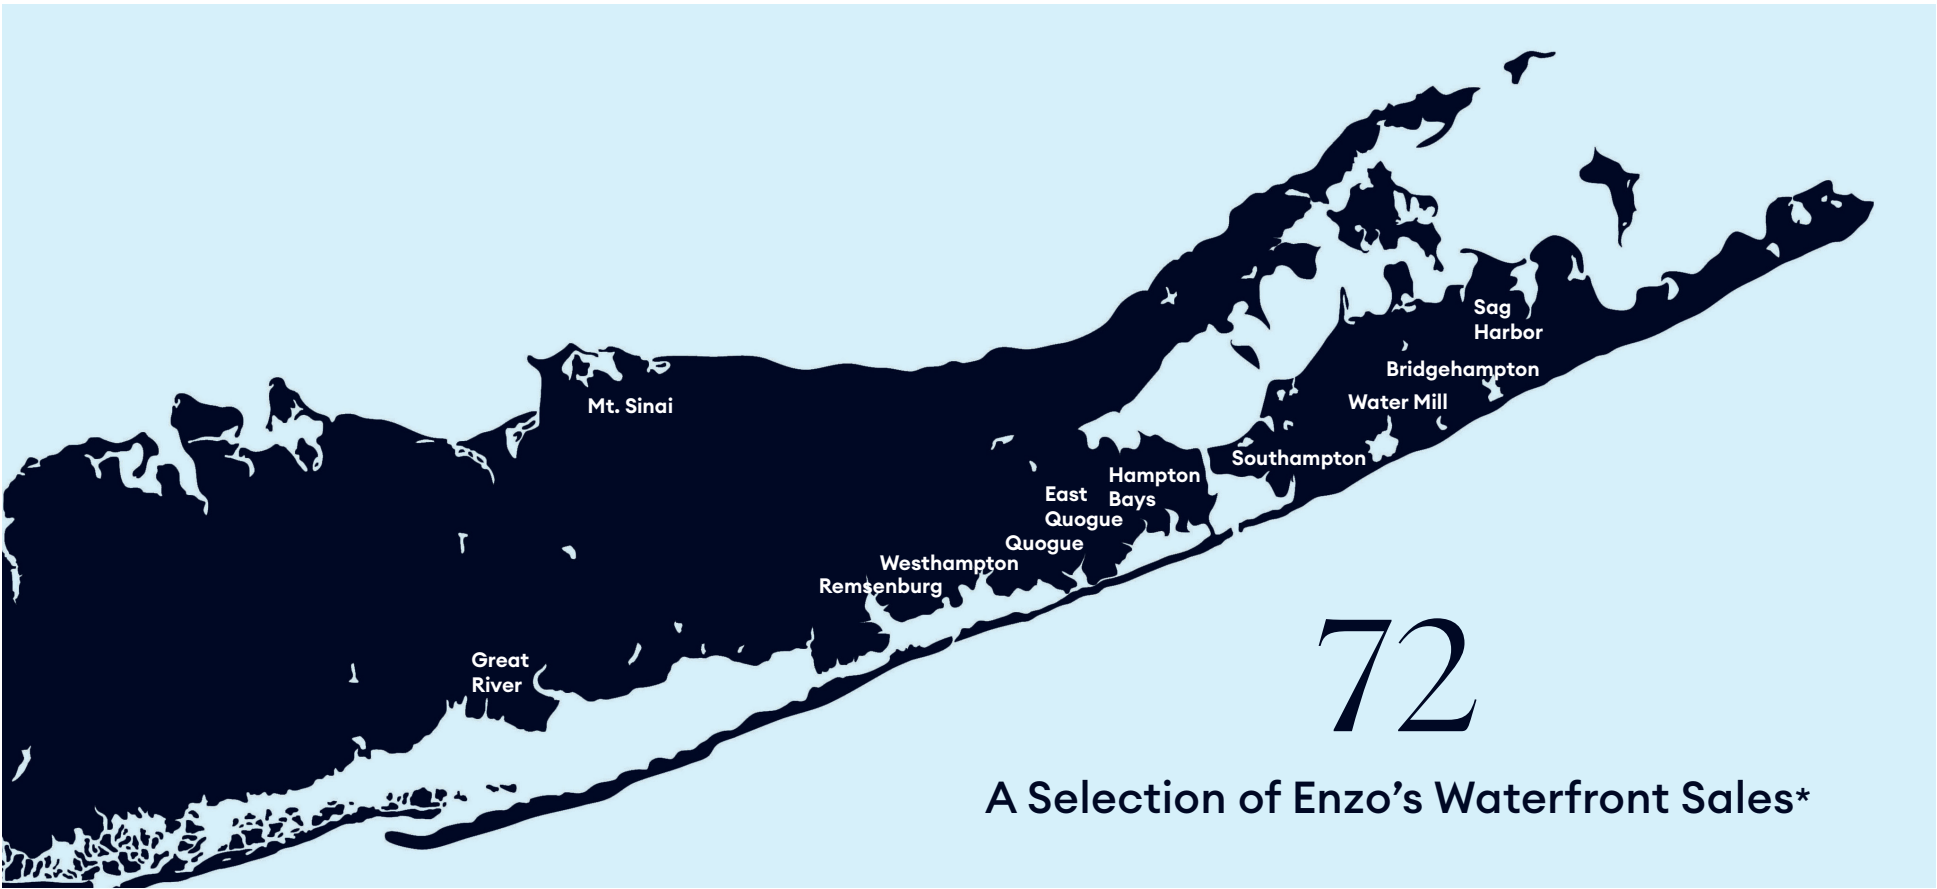 Sag
Harbor
Bridgehampton
Water Mill
Mt. Sinai
Southampton
Hampton
Bays
East
Quogue
Quogue
Westhampton
Remsenburg
Great
River
72
A Selection of Enzo’s Waterfront Sales*